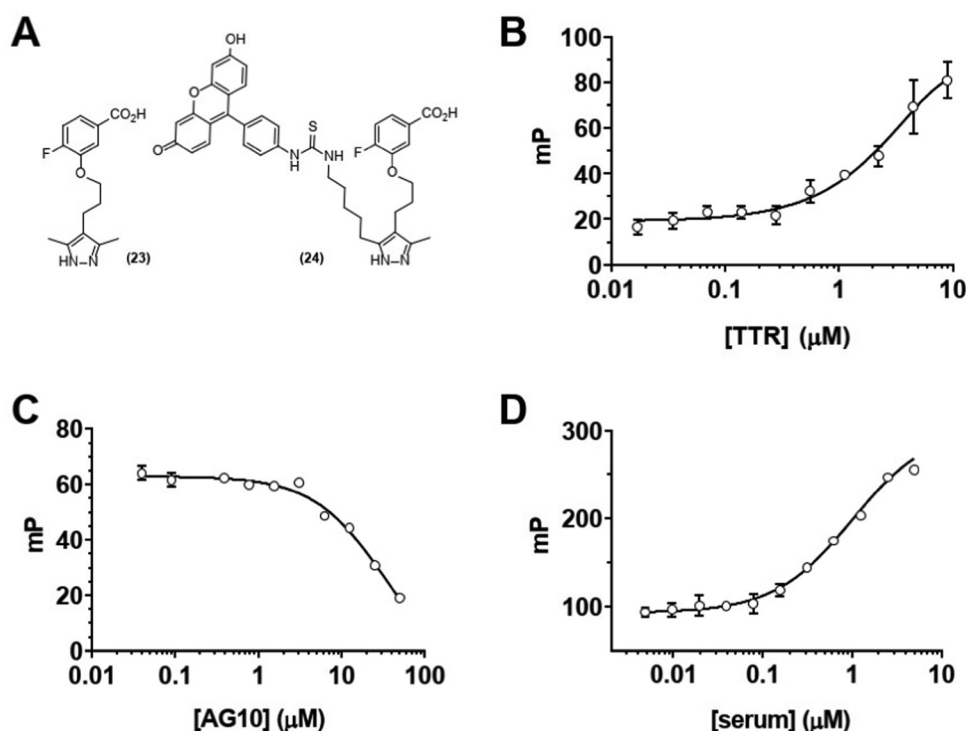 A
OH
O
CO2H
F
O
HN-N
(23)
O
S
N
H
H
N
CO2H
F
O
HN-N
(24)
B
mP
100
80
60
40
20
0
0.01
0.1
1
10
[TTR] (μM)
C
mP
80
60
40
20
0
0.01
0.1
1
10
100
[AG10] (μM)
D
mP
300
200
100
0.01
0.1
1
10
[serum] (μM)